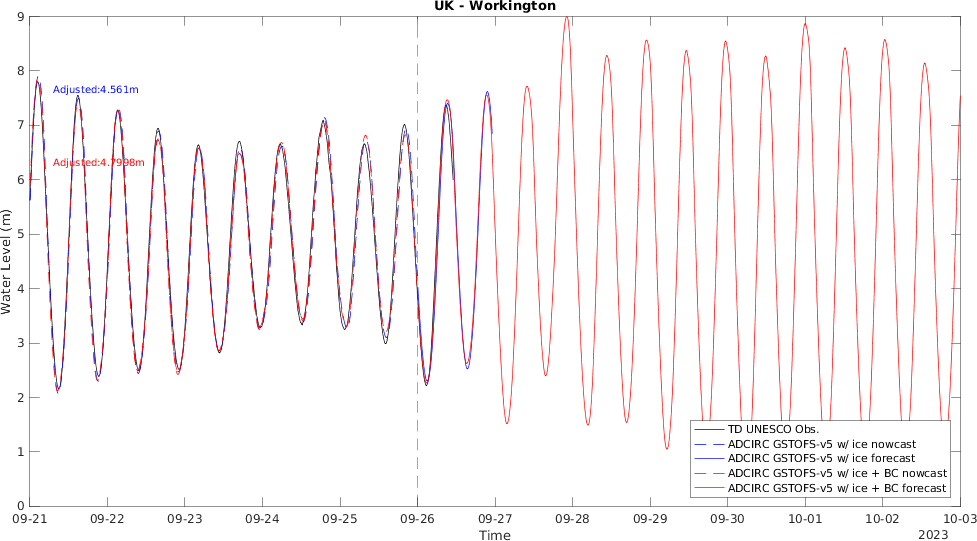 UK - Workington
9
8
7
6
5
4
3
2
1
0
Water Level (m)
Adjusted:4.561m
Adjusted:4.7998m
TD UNESCO Obs.
ADCIRC GSTOFS-v5 w/ ice nowcast
ADCIRC GSTOFS-v5 w/ ice forecast
ADCIRC GSTOFS-v5 w/ ice + BC nowcast
ADCIRC GSTOFS-v5 w/ ice + BC forecast
09-21 09-22 09-23 09-24 09-25 09-26 09-27 09-28 09-29 09-30 10-01 10-02 10-03
Time
2023